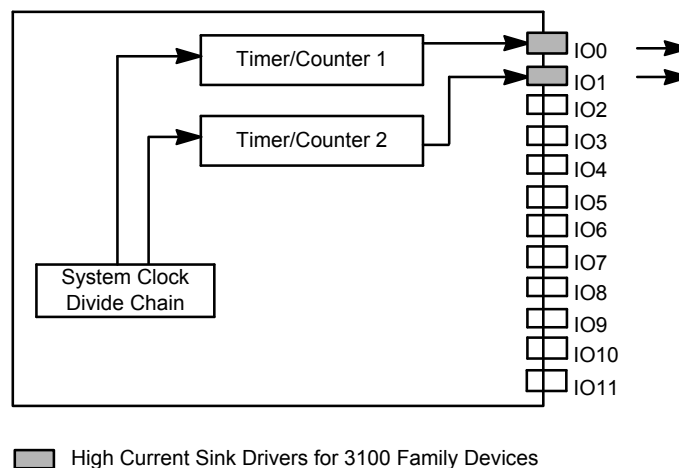 Timer/Counter 1
Timer/Counter 2
System Clock
Divide Chain
IO0
IO1
IO2
IO3
IO4
IO5
IO6
IO7
IO8
IO9
IO10
IO11
High Current Sink Drivers for 3100 Family Devices